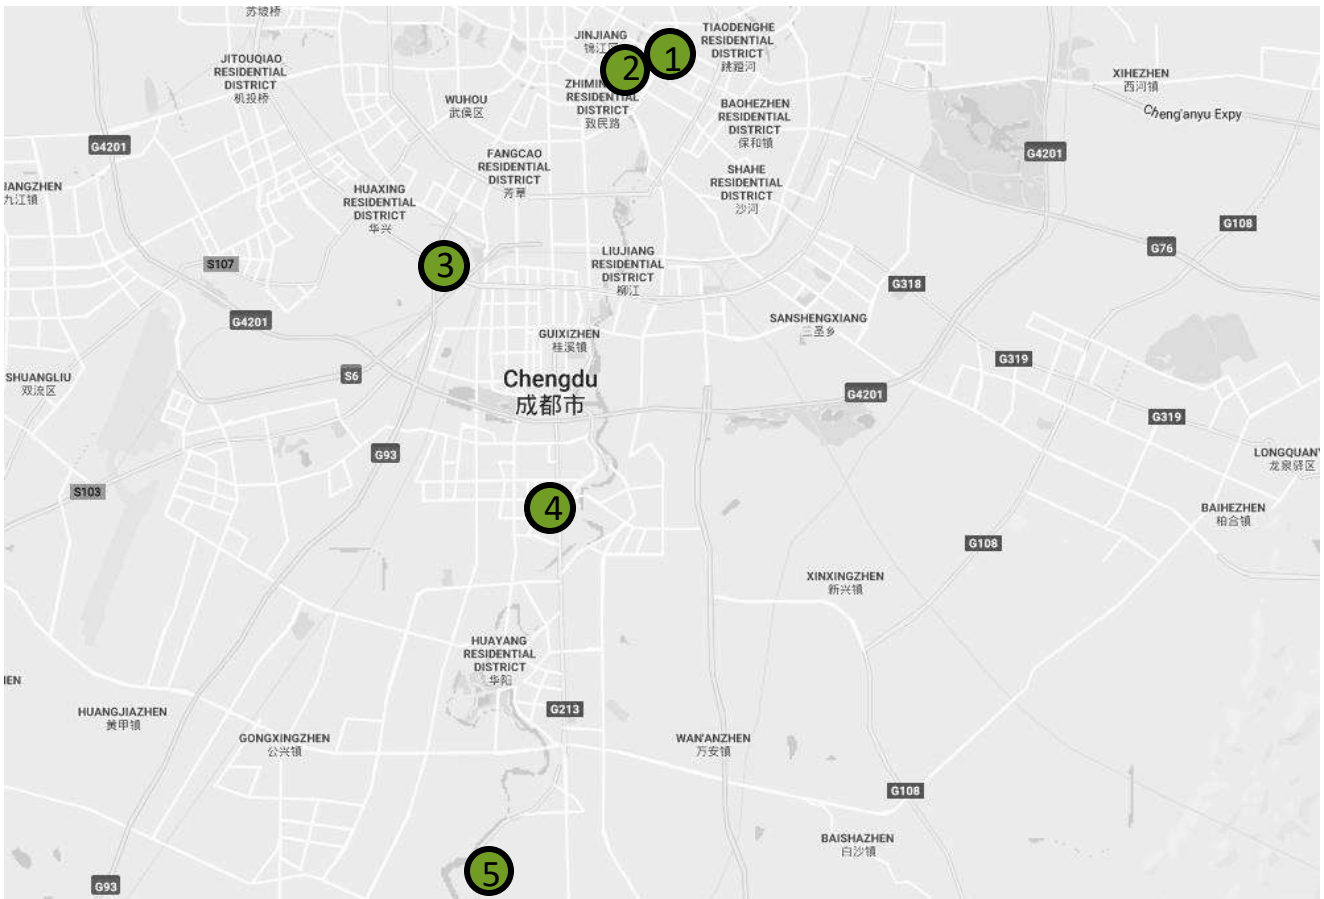 苏坡桥
JINJIANG
锦江区
TIAODENGHE
RESIDENTIAL
DISTRICT
跳蹬河
1
2
JITOUQIAO
RESIDENTIAL
DISTRICT
机投桥
XIHEZHEN
西河镇
WUHOU
武侯区
RESIDENTIAL
DISTRICT
致民路
BAOHEZHEN
RESIDENTIAL
DISTRICT
保和镇
Cheng'anyu Expy
G4201
G4201
FANGCAO
RESIDENTIAL
DISTRICT
芳草
SHAHE
RESIDENTIAL
DISTRICT
沙河
IANGZHEN
九江镇
HUAXING
RESIDENTIAL
DISTRICT
华兴
G108
G76
LIUJIANG
RESIDENTIAL
DISTRICT
柳江
S107
3
G318
G4201
SANSHENGXIANG
三圣乡
GUIXIZHEN
桂溪镇
G319
SHUANGLIU
双流区
S6
Chengdu
成都市
G4201
G319
G93
LONGQUANY
龙泉驿区
S103
4
BAIHEZHEN
柏合镇
G108
XINXINGZHEN
新兴镇
HUAYANG
RESIDENTIAL
DISTRICT
华阳
EN
HUANGJIAZHEN
黄甲镇
G213
GONGXINGZHEN
公兴镇
WAN'ANZHEN
万安镇
G108
BAISHAZHEN
白沙镇
5
G93